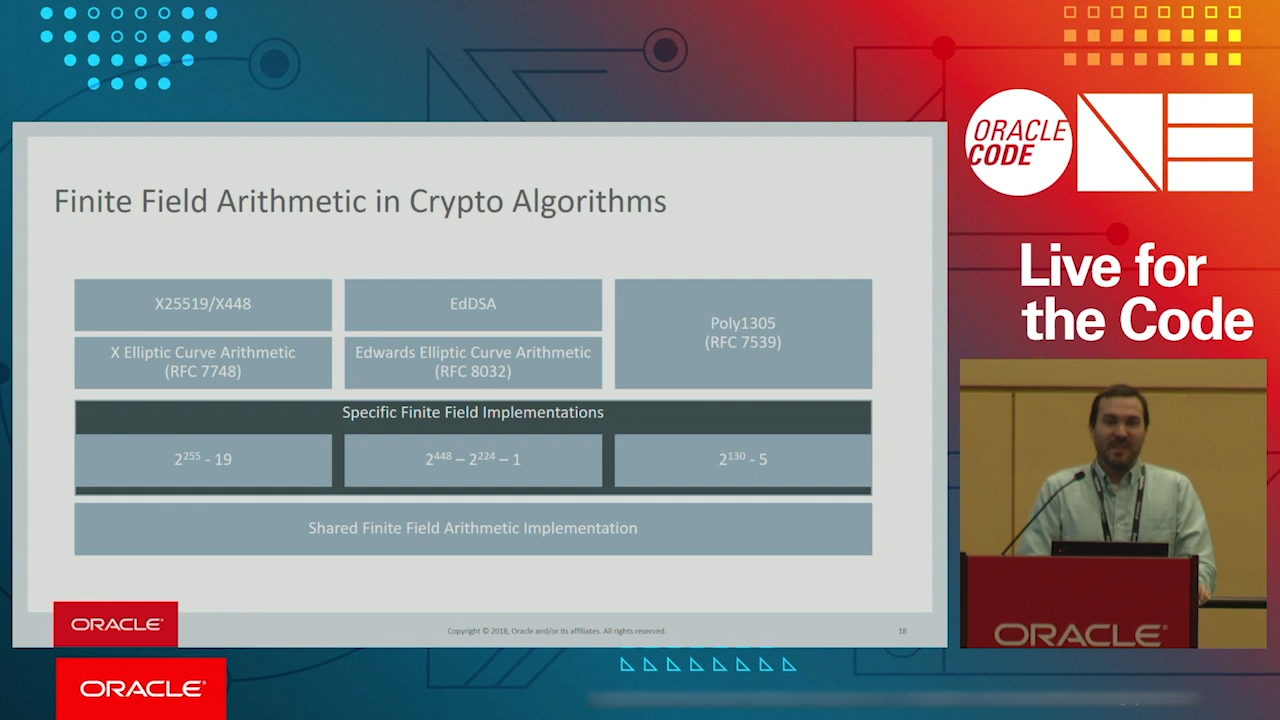 ORACLE
CODE
ONE
Live for
the Code
Finite Field Arithmetic in Crypto Algorithms
X25519/X448
EdDSA
Poly1305
(RFC 7539)
X Elliptic Curve Arithmetic
(RFC 7748)
Edwards Elliptic Curve Arithmetic
(RFC 8032)
Specific Finite Field Implementations
2²⁵⁵ - 19
2⁴⁴⁸ – 2²²⁴ – 1
2¹³⁰ - 5
Shared Finite Field Arithmetic Implementation
ORACLE®
Copyright © 2018, Oracle and/or its affiliates. All rights reserved.
18
ORACLE®
ORACLE®